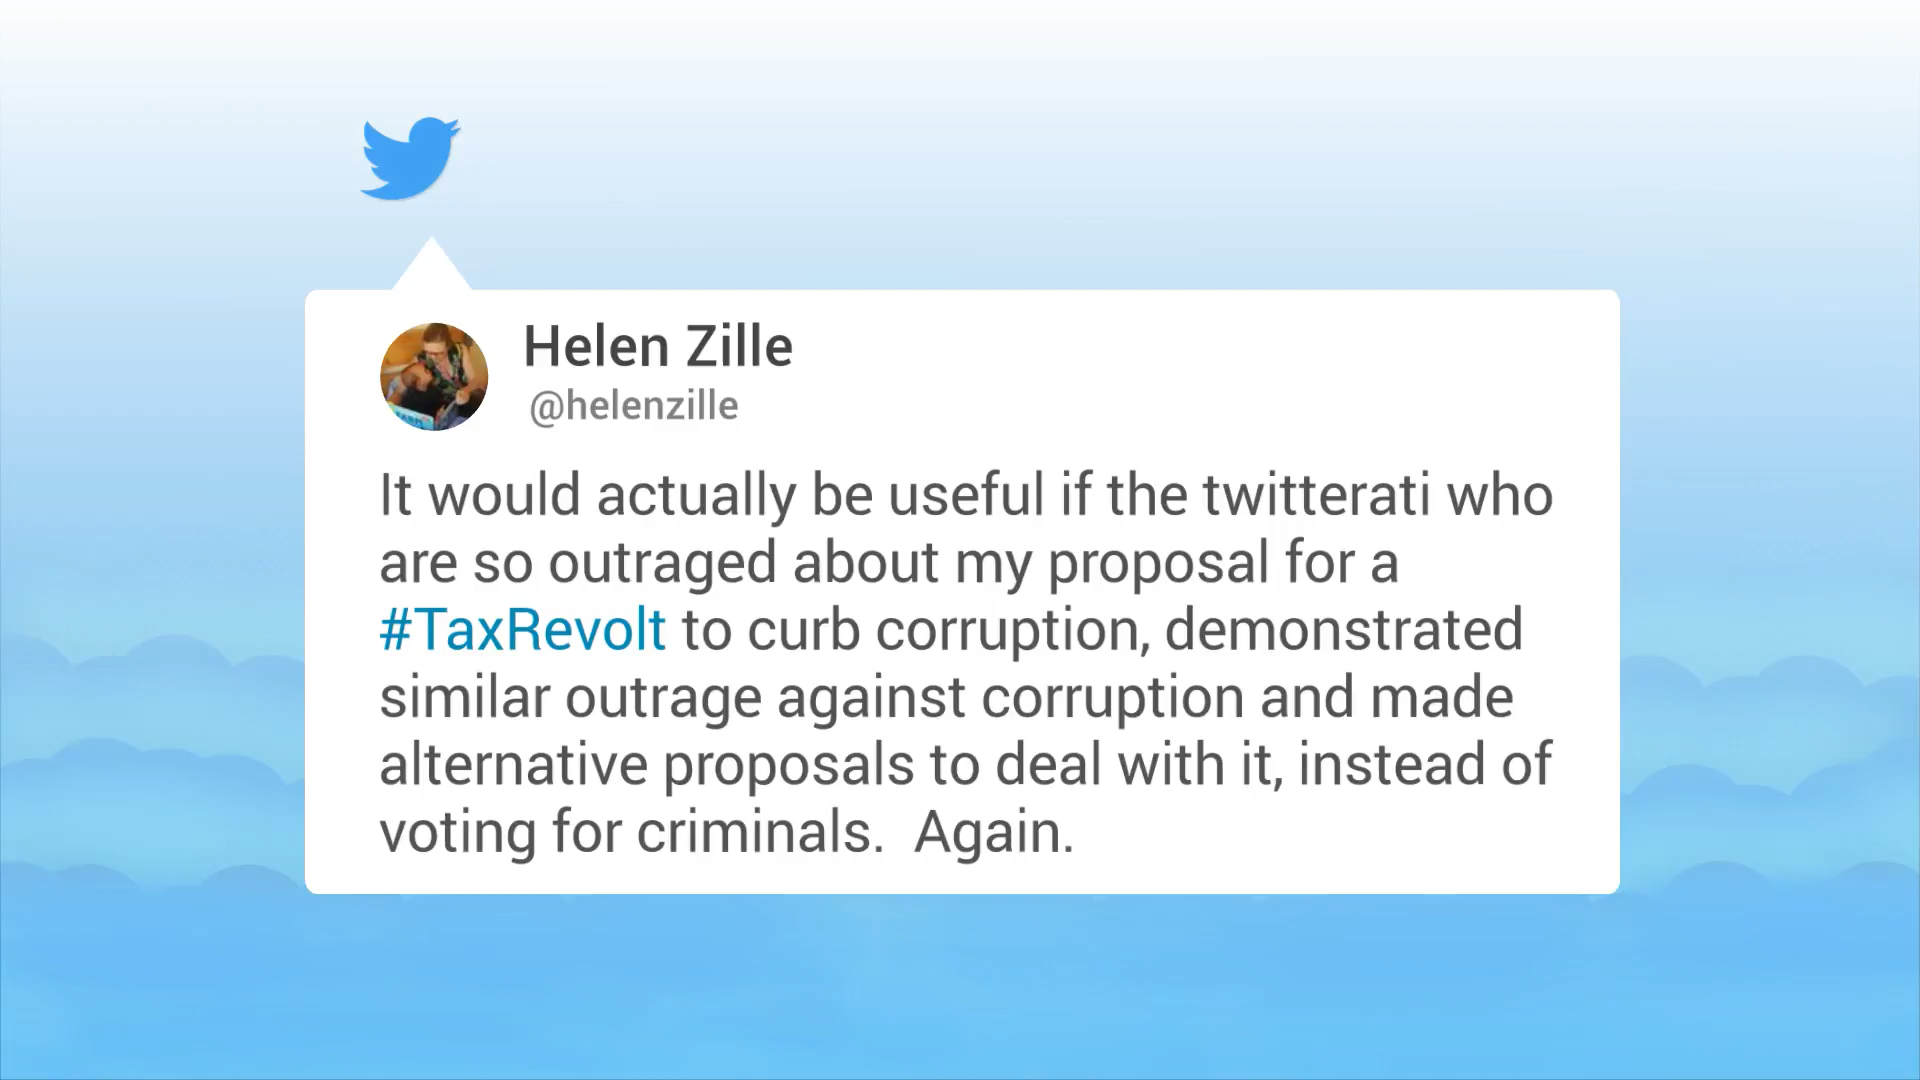 Helen Zille
@helenzille
It would actually be useful if the twitterati who
are so outraged about my proposal for a
#TaxRevolt to curb corruption, demonstrated
similar outrage against corruption and made
alternative proposals to deal with it, instead of
voting for criminals.  Again.